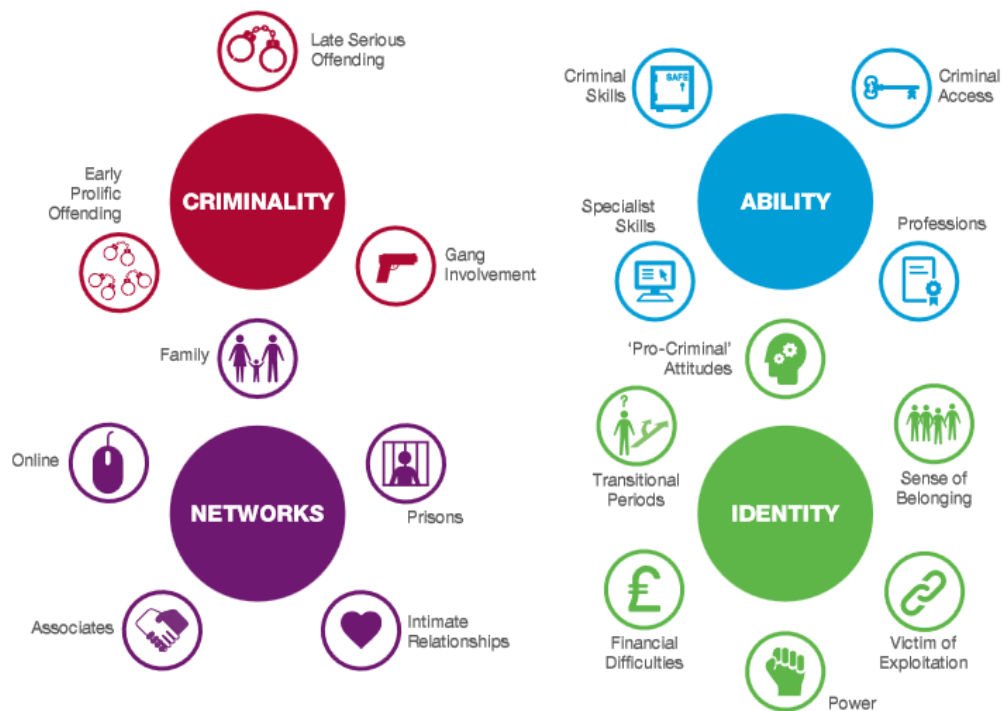 Late Serious
Offending
CRIMINALITY
Early
Prolific
Offending
Gang
Involvement
Criminal
Skills
SAFE
Criminal
Access
ABILITY
Specialist
Skills
Professions
Family
Online
NETWORKS
Prisons
Associates
Intimate
Relationships
'Pro-Criminal'
Attitudes
?
Transitional
Periods
IDENTITY
Sense of
Belonging
£
Financial
Difficulties
Victim of
Exploitation
Power